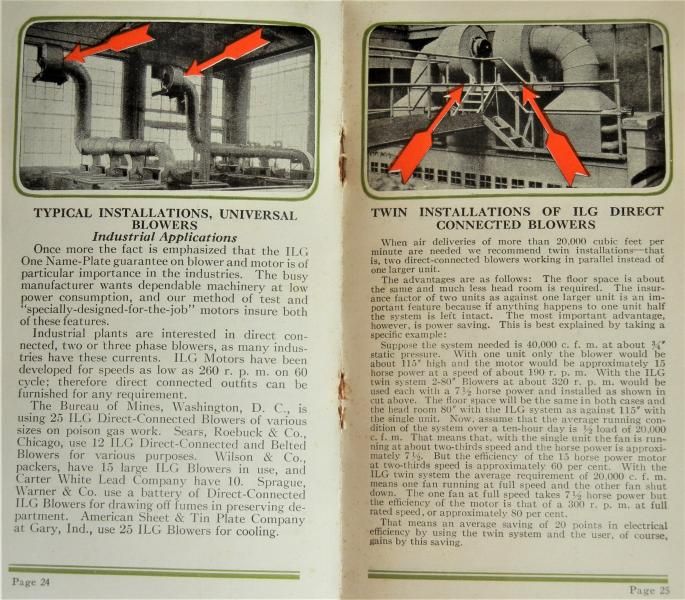 TYPICAL INSTALLATIONS, UNIVERSAL
BLOWERS
Industrial Applications
Once more the fact is emphasized that the ILG
One Name-Plate guarantee on blower and motor is of
particular importance in the industries. The busy
manufacturer wants dependable machinery at low
power consumption, and our method of test and
"specially-designed-for-the-job" motors insure both
of these features.
Industrial plants are interested in direct con-
nected, two or three phase blowers, as many indus-
tries have these currents. ILG Motors have been
developed for speeds as low as 260 r. p. m. on 60
cycle; therefore direct connected outfits can be
furnished for any requirement.
The Bureau of Mines, Washington, D. C., is
using 25 ILG Direct-Connected Blowers of various
sizes on poison gas work. Sears, Roebuck & Co.,
Chicago, use 12 ILG Direct-Connected and Belted
Blowers for various purposes. Wilson & Co.,
packers, have 15 large ILG Blowers in use, and
Carter White Lead Company have 10. Sprague,
Warner & Co. use a battery of Direct-Connected
ILG Blowers for drawing off fumes in preserving de-
partment. American Sheet & Tin Plate Company
at Gary, Ind., use 25 ILG Blowers for cooling.
Page 24
TWIN INSTALLATIONS OF ILG DIRECT
CONNECTED BLOWERS
When air deliveries of more than 20,000 cubic feet per
minute are needed we recommend twin installations—that
is, two direct-connected blowers working in parallel instead of
one larger unit.
The advantages are as follows: The floor space is about
the same and much less head room is required. The insur-
ance factor of two units as against one larger unit is an im-
portant feature because if anything happens to one unit half
the system is left intact. The most important advantage,
however, is power saving. This is best explained by taking a
specific example:
Suppose the system needed is 40,000 c. f. m. at about ¾"
static pressure. With one unit only the blower would be
about 115" high and the motor would be approximately 15
horse power at a speed of about 190 r. p. m. With the ILG
twin system 2-80" Blowers at about 320 r. p. m. would be
used each with a 7½ horse power and installed as shown in
cut above. The floor space will be the same in both cases and
the head room 80" with the ILG system as against 115" with
the single unit. Now, assume that the average running con-
dition of the system over a ten-hour day is ½ load of 20,000
c. f. m. That means that, with the single unit the fan is run-
ning at about two-thirds speed and the horse power is approxi-
mately 7½. But the efficiency of the 15 horse power motor
at two-thirds speed is approximately 60 per cent. With the
ILG twin system the average requirement of 20,000 c. f. m.
means one fan running at full speed and the other fan shut
down. The one fan at full speed takes 7½ horse power but
the efficiency of the motor is that of a 300 r. p. m. at full
rated speed, or approximately 80 per cent.
That means an average saving of 20 points in electrical
efficiency by using the twin system and the user, of course,
gains by this saving.
Page 25